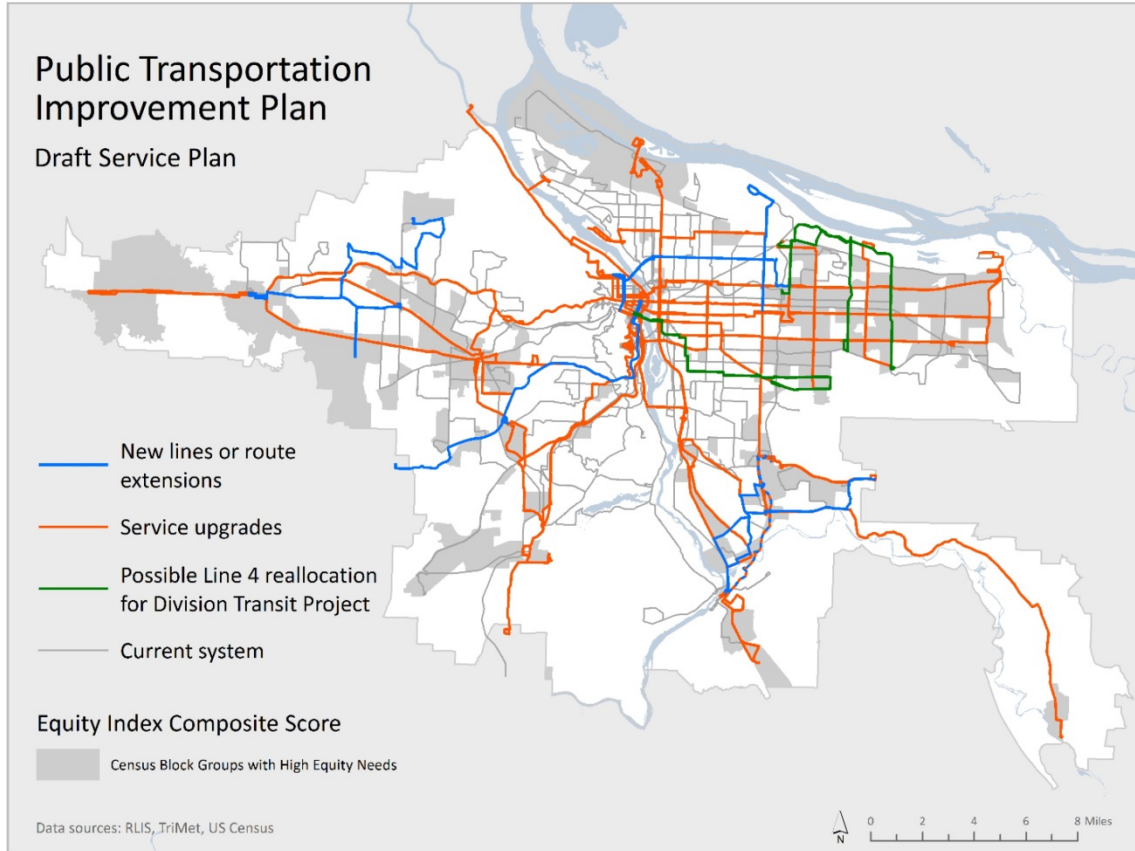 Public Transportation
Improvement Plan
Draft Service Plan
New lines or route
extensions
Service upgrades
Possible Line 4 reallocation
for Division Transit Project
Current system
Equity Index Composite Score
Census Block Groups with High Equity Needs
Data sources: RLIS, TriMet, US Census
N
0 2 4 6 8 Miles